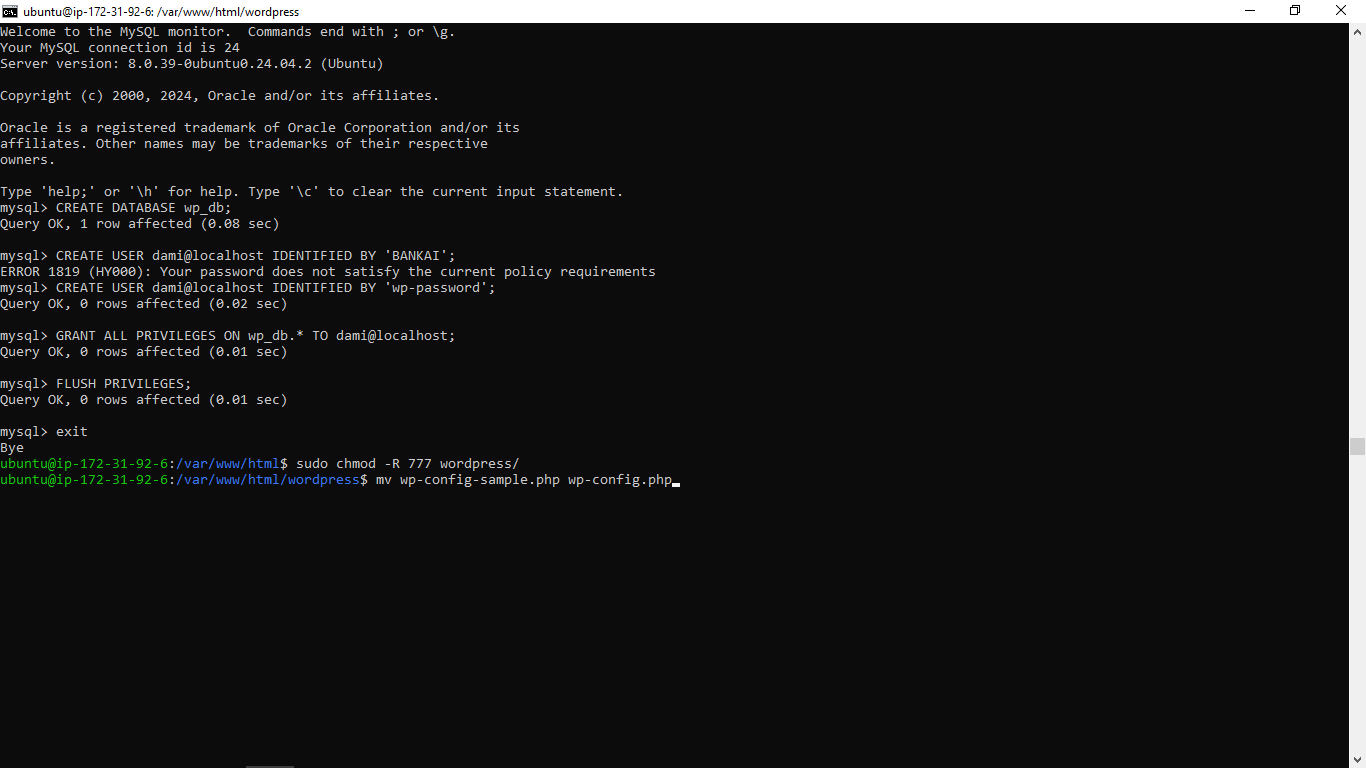 ubuntu@ip-172-31-92-6: /var/www/html/wordpress
Welcome to the MySQL monitor.  Commands end with ; or \g.
Your MySQL connection id is 24
Server version: 8.0.39-0ubuntu0.24.04.2 (Ubuntu)
Copyright (c) 2000, 2024, Oracle and/or its affiliates.
Oracle is a registered trademark of Oracle Corporation and/or its
affiliates. Other names may be trademarks of their respective
owners.
Type 'help;' or '\h' for help. Type '\c' to clear the current input statement.
mysql> CREATE DATABASE wp_db;
Query OK, 1 row affected (0.08 sec)
mysql> CREATE USER dami@localhost IDENTIFIED BY 'BANKAI';
ERROR 1819 (HY000): Your password does not satisfy the current policy requirements
mysql> CREATE USER dami@localhost IDENTIFIED BY 'wp-password';
Query OK, 0 rows affected (0.02 sec)
mysql> GRANT ALL PRIVILEGES ON wp_db.* TO dami@localhost;
Query OK, 0 rows affected (0.01 sec)
mysql> FLUSH PRIVILEGES;
Query OK, 0 rows affected (0.01 sec)
mysql> exit
Bye
ubuntu@ip-172-31-92-6:/var/www/html$ sudo chmod -R 777 wordpress/
ubuntu@ip-172-31-92-6:/var/www/html/wordpress$ mv wp-config-sample.php wp-config.php